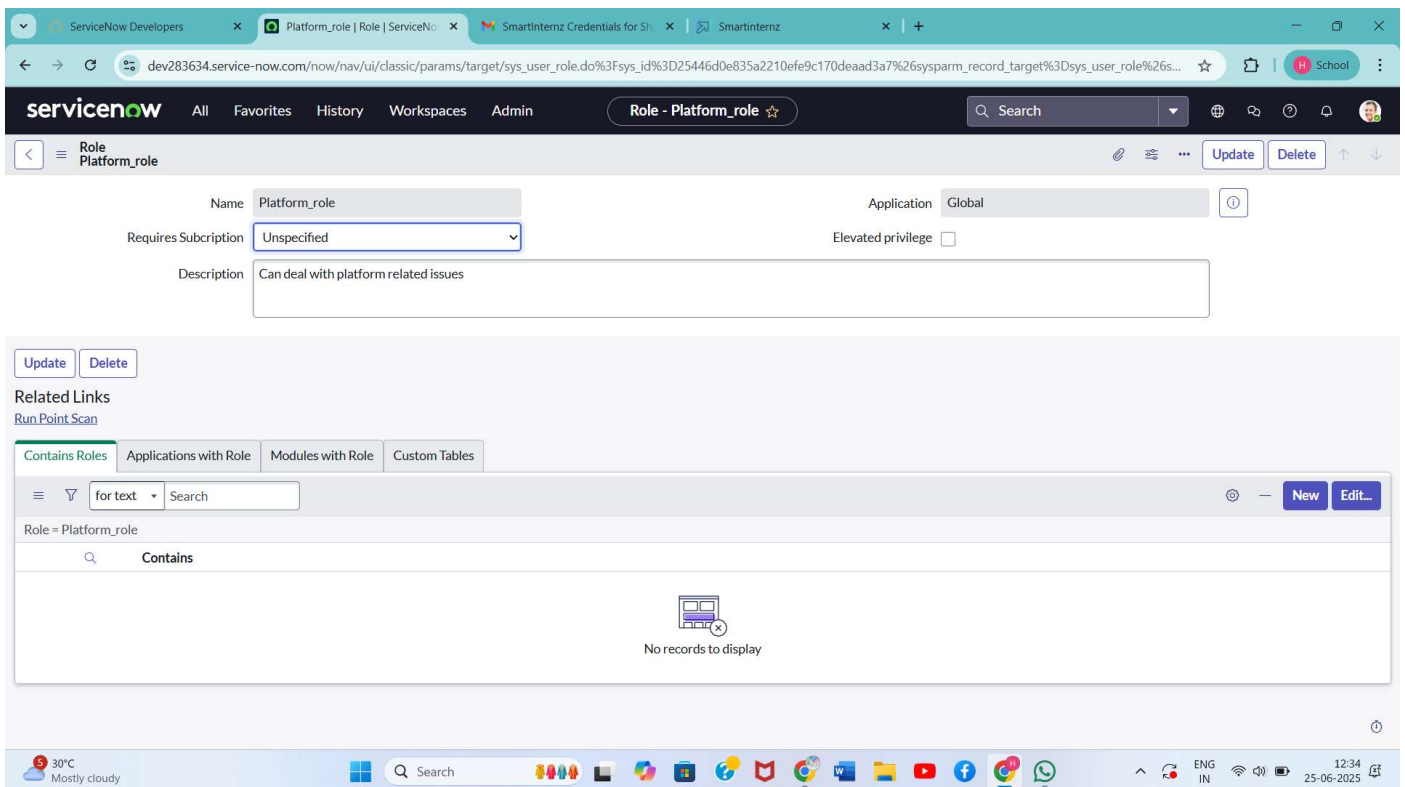 ServiceNow Developers
Platform_role | Role | ServiceNo
SmartInternz Credentials for Sh
Smartinternz
dev283634.service-now.com/now/nav/ui/classic/params/target/sys_user_role.do%3Fsys_id%3D25446d0e835a2210efe9c170deaad3a7%26sysparm_record_target%3Dsys_user_role%26s...
H School
servicenow All Favorites History Workspaces Admin Role - Platform_role Search
Role
Platform_role
Update Delete
Name Platform_role Application Global
Requires Subcription Unspecified Elevated privilege
Description Can deal with platform related issues
Update Delete
Related Links
Run Point Scan
Contains Roles Applications with Role Modules with Role Custom Tables
for text Search New Edit...
Role = Platform_role
Contains
No records to display
5 30°C
Mostly cloudy
Search
ENG
IN
12:34
25-06-2025